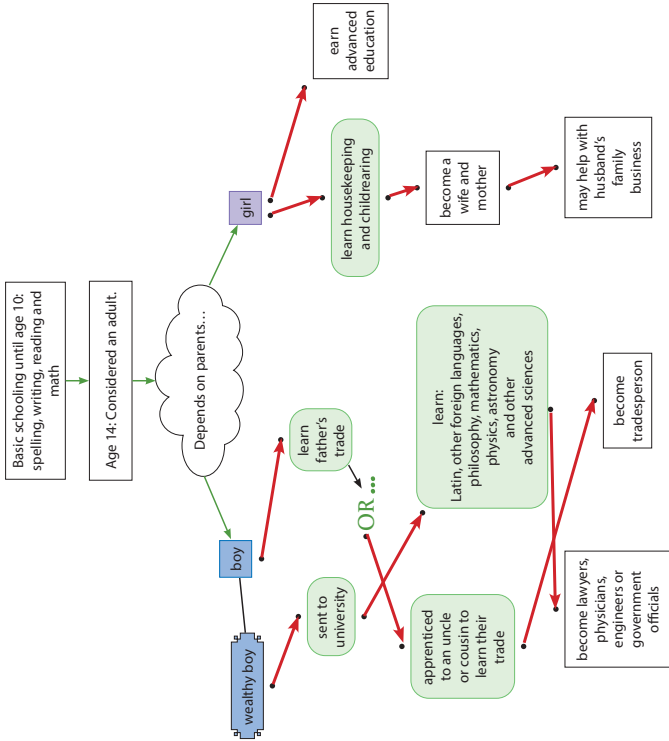 Basic schooling until age 10:
spelling, writing, reading and
math
Age 14: Considered an adult.
Depends on parents...
wealthy boy
boy
girl
sent to
university
learn
father's
trade
OR ...
learn housekeeping
and childrearing
earn
advanced
education
apprenticed
to an uncle
or cousin to
learn their
trade
learn:
Latin, other foreign languages,
philosophy, mathematics,
physics, astronomy
and other
advanced sciences
become a
wife and
mother
become lawyers,
physicians,
engineers or
government
officials
become
tradesperson
may help with
husband's
family
business